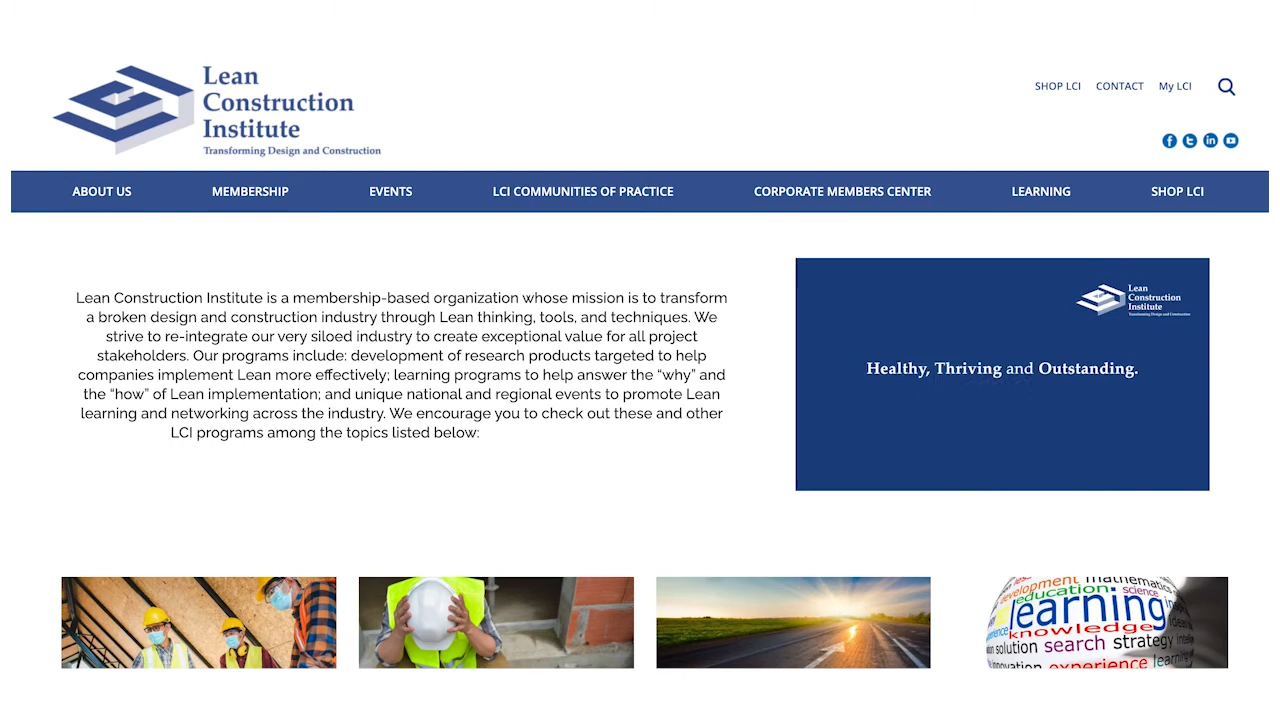 Lean
Construction
Institute
Transforming Design and Construction
SHOP LCI CONTACT My LCI
ABOUT US MEMBERSHIP EVENTS LCI COMMUNITIES OF PRACTICE CORPORATE MEMBERS CENTER LEARNING SHOP LCI
Lean Construction Institute is a membership-based organization whose mission is to transform
a broken design and construction industry through Lean thinking, tools, and techniques. We
strive to re-integrate our very siloed industry to create exceptional value for all project
stakeholders. Our programs include: development of research products targeted to help
companies implement Lean more effectively; learning programs to help answer the “why” and
the “how” of Lean implementation; and unique national and regional events to promote Lean
learning and networking across the industry. We encourage you to check out these and other
LCI programs among the topics listed below:
Lean
Construction
Institute
Transforming Design and Construction
Healthy, Thriving and Outstanding.
development mathematics
education science
learning
knowledge
solution search strategy
experience